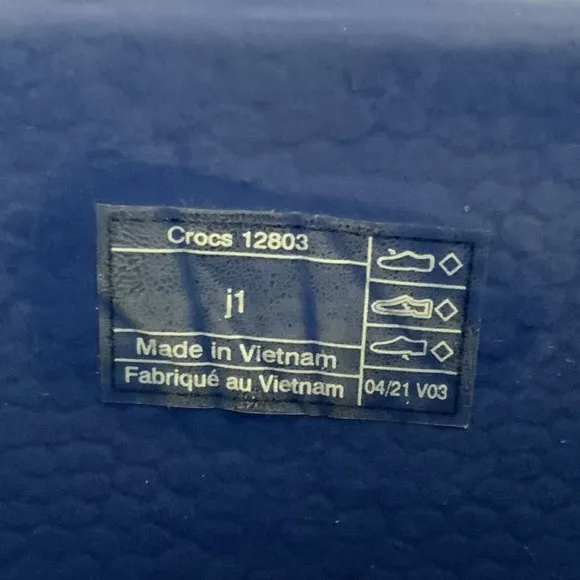 Crocs 12803
j1
Made in Vietnam
Fabriqué au Vietnam
04/21 V03